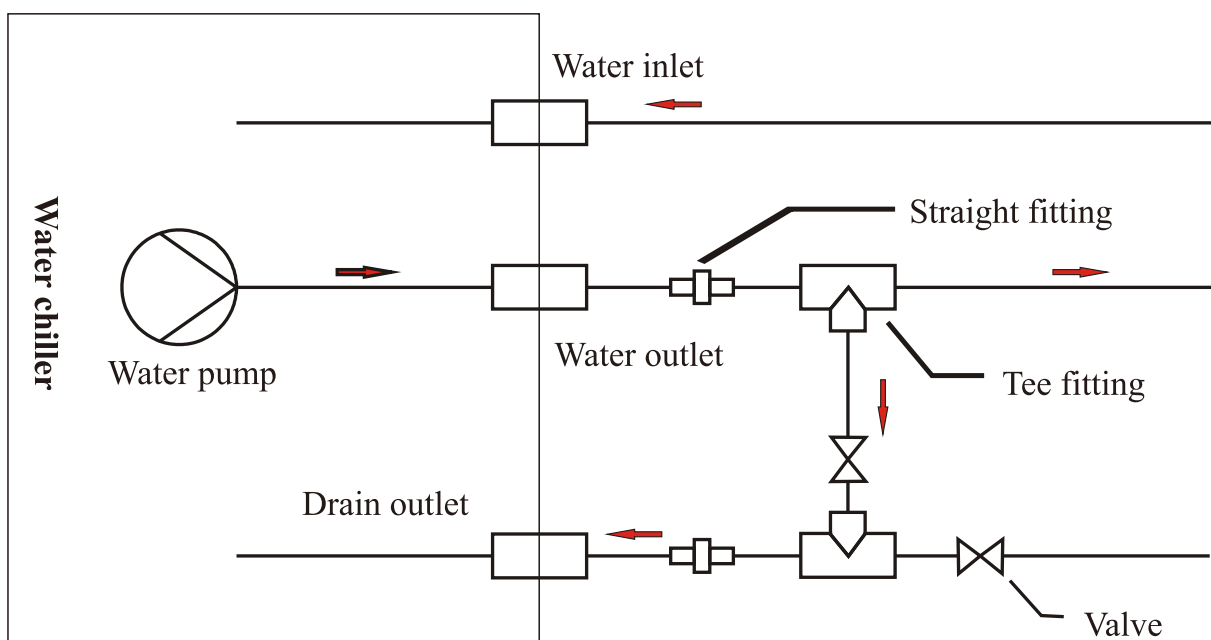 Water inlet
Straight fitting
Water chiller
Water outlet
Water pump
Tee fitting
Drain outlet
Valve